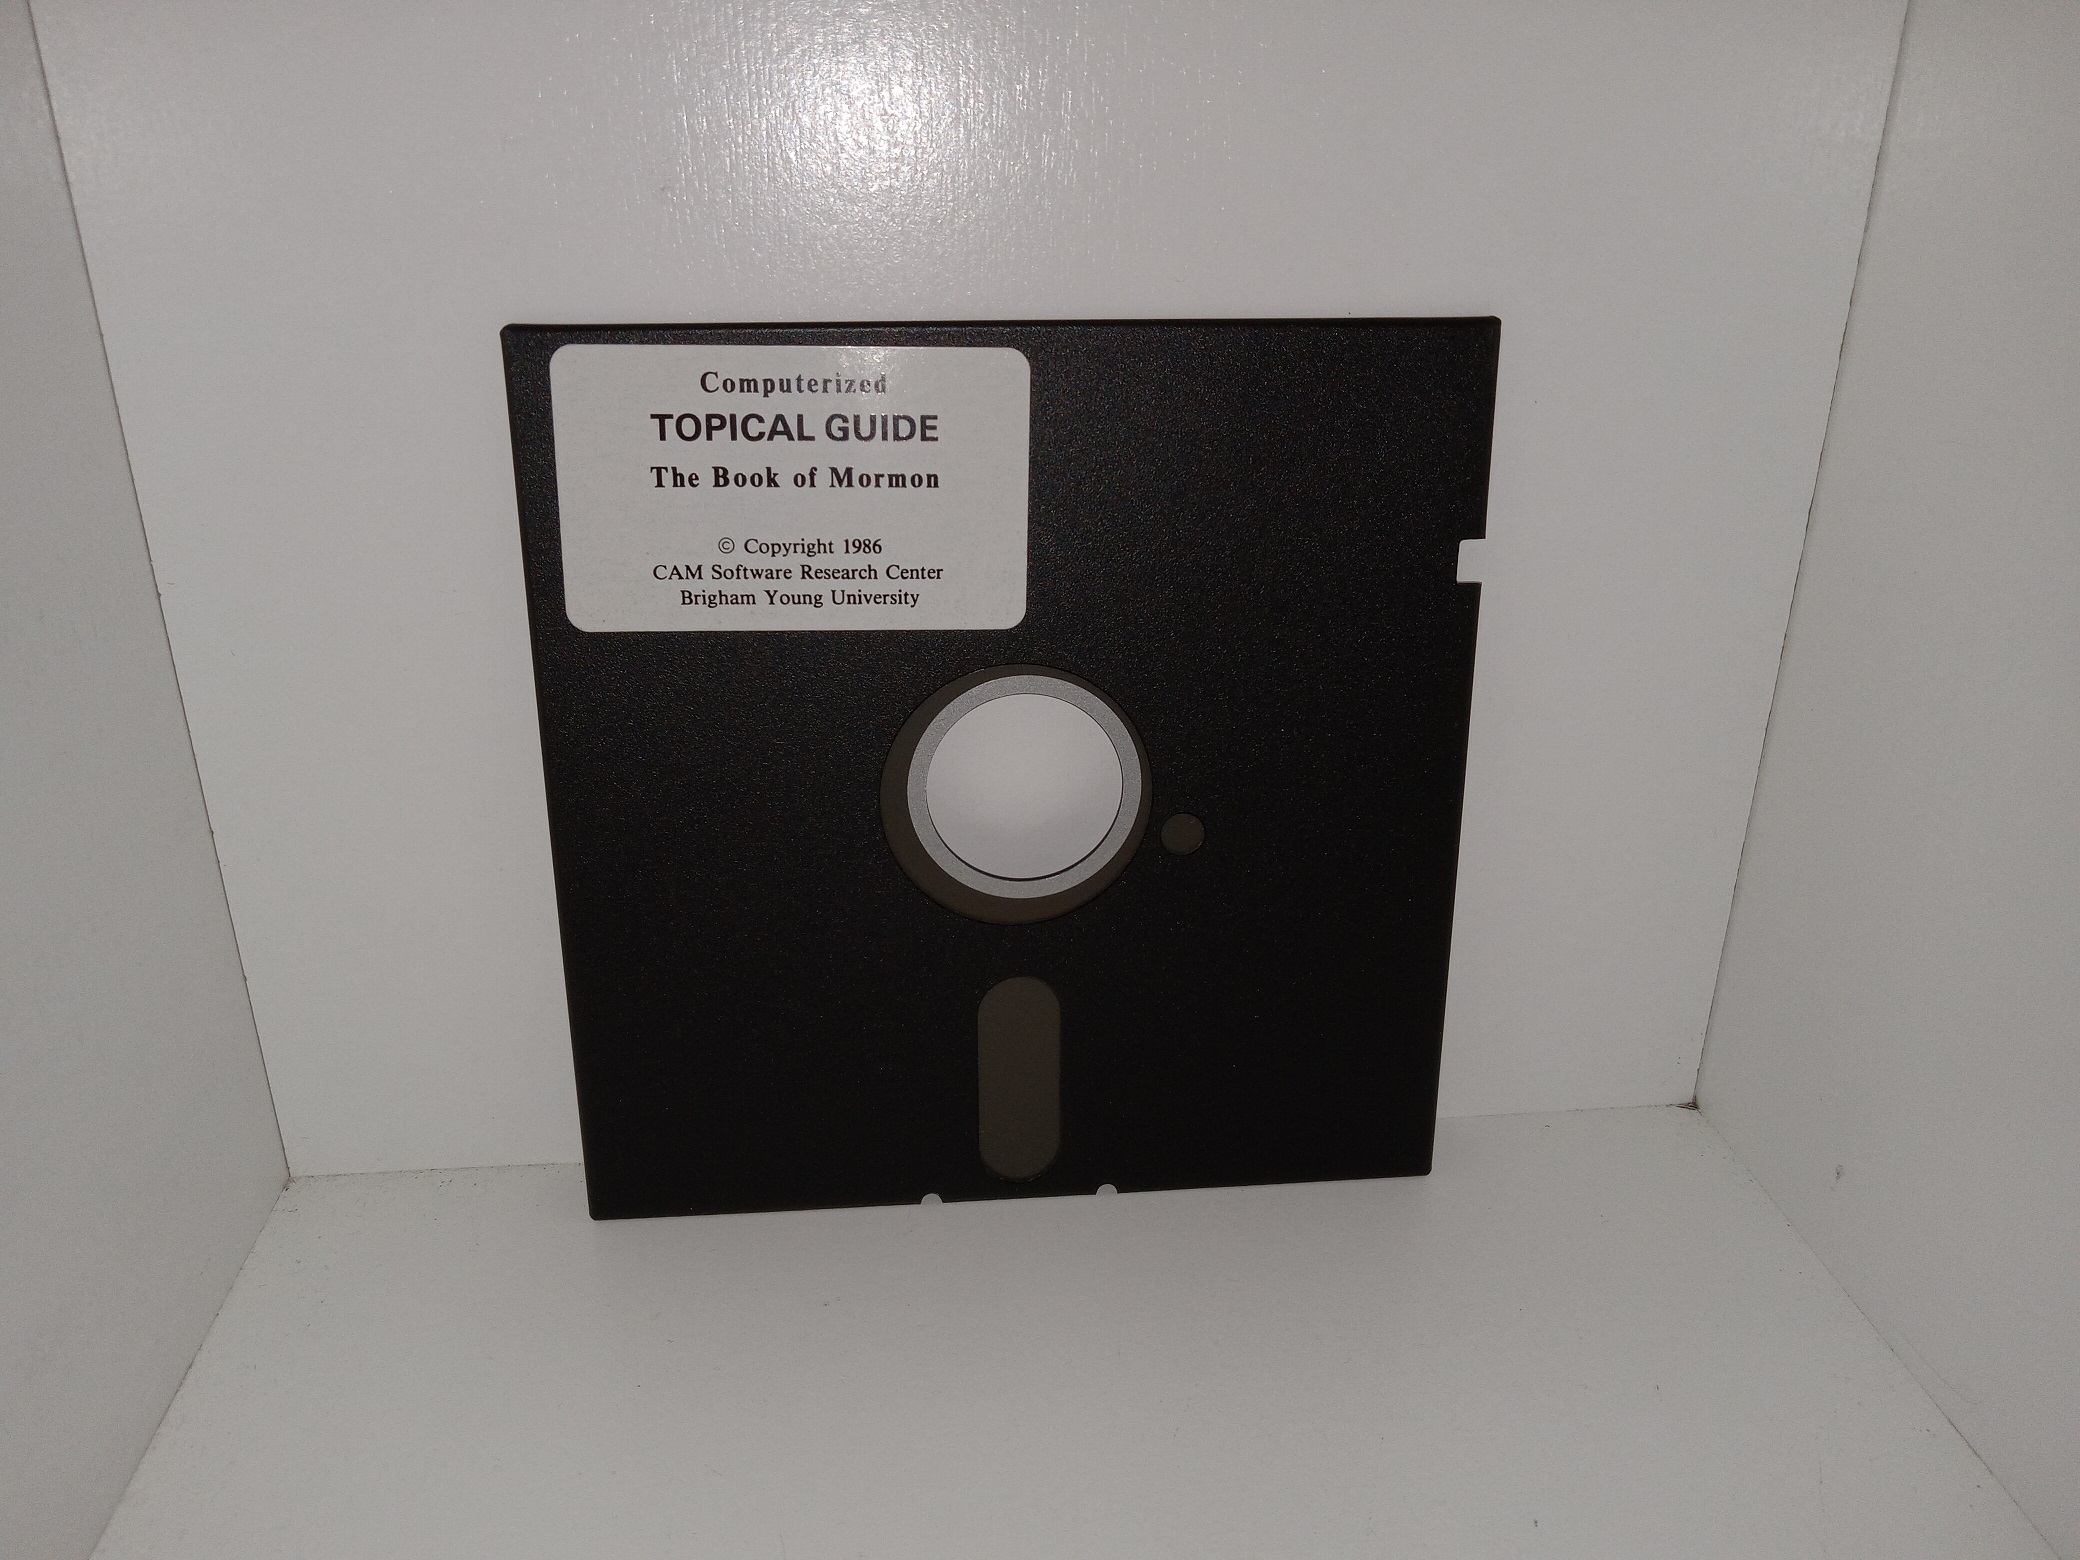 Computerized
TOPICAL GUIDE
The Book of Mormon
© Copyright 1986
CAM Software Research Center
Brigham Young University